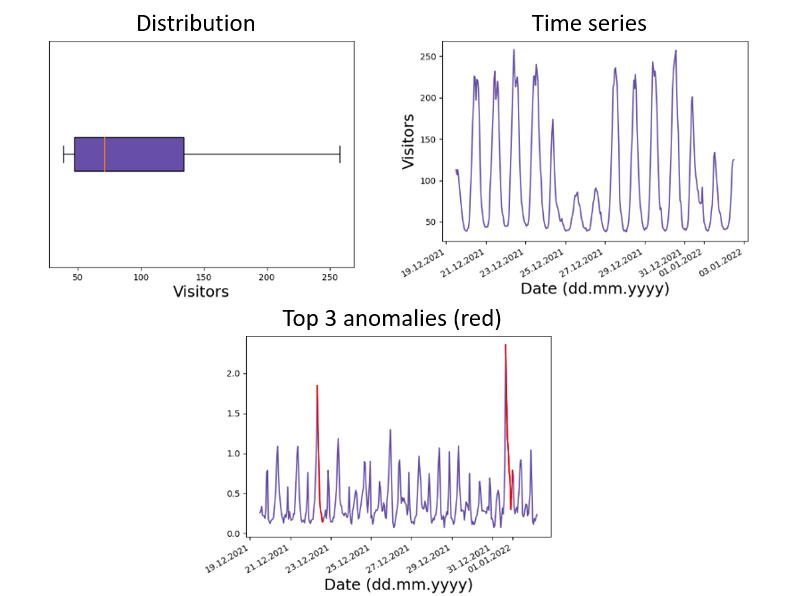 Distribution
50 100 150 200 250
Visitors
Time series
250
200
150
100
50
Visitors
19.12.2021 21.12.2021 23.12.2021 25.12.2021 27.12.2021 29.12.2021 31.12.2021 01.01.2022 03.01.2022
Date (dd.mm.yyyy)
Top 3 anomalies (red)
2.0
1.5
1.0
0.5
0.0
19.12.2021 21.12.2021 23.12.2021 25.12.2021 27.12.2021 29.12.2021 31.12.2021 01.01.2022
Date (dd.mm.yyyy)